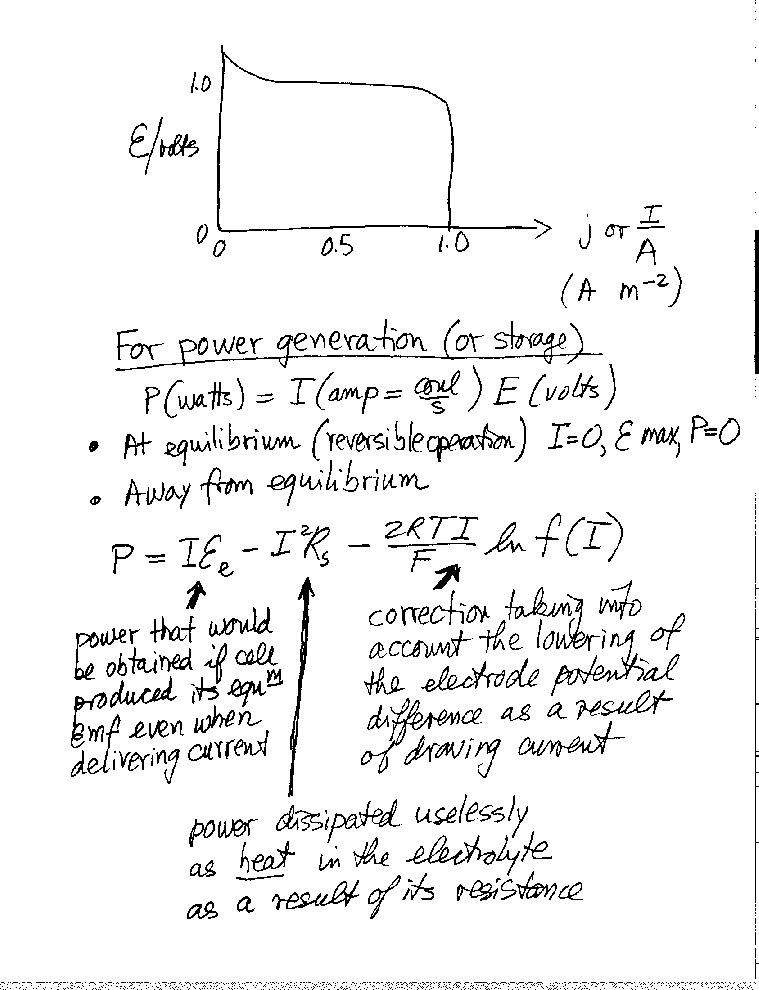 1.0
ℰ/volts
0
0 0.5 1.0
j or I/A
(A m⁻²)
For power generation (or storage)
P(watts) = I(amp = coul/s) E (volts)
• At equilibrium (reversible operation) I=0, ℰ max, P=0
• Away from equilibrium
P = Iℰₑ − I²Rₛ − 2RTI/F ln f(I)
power that would
be obtained if cell
produced its equᵐ
emf even when
delivering current
correction taking into
account the lowering of
the electrode potential
difference as a result
of drawing current
power dissipated uselessly
as heat in the electrolyte
as a result of its resistance